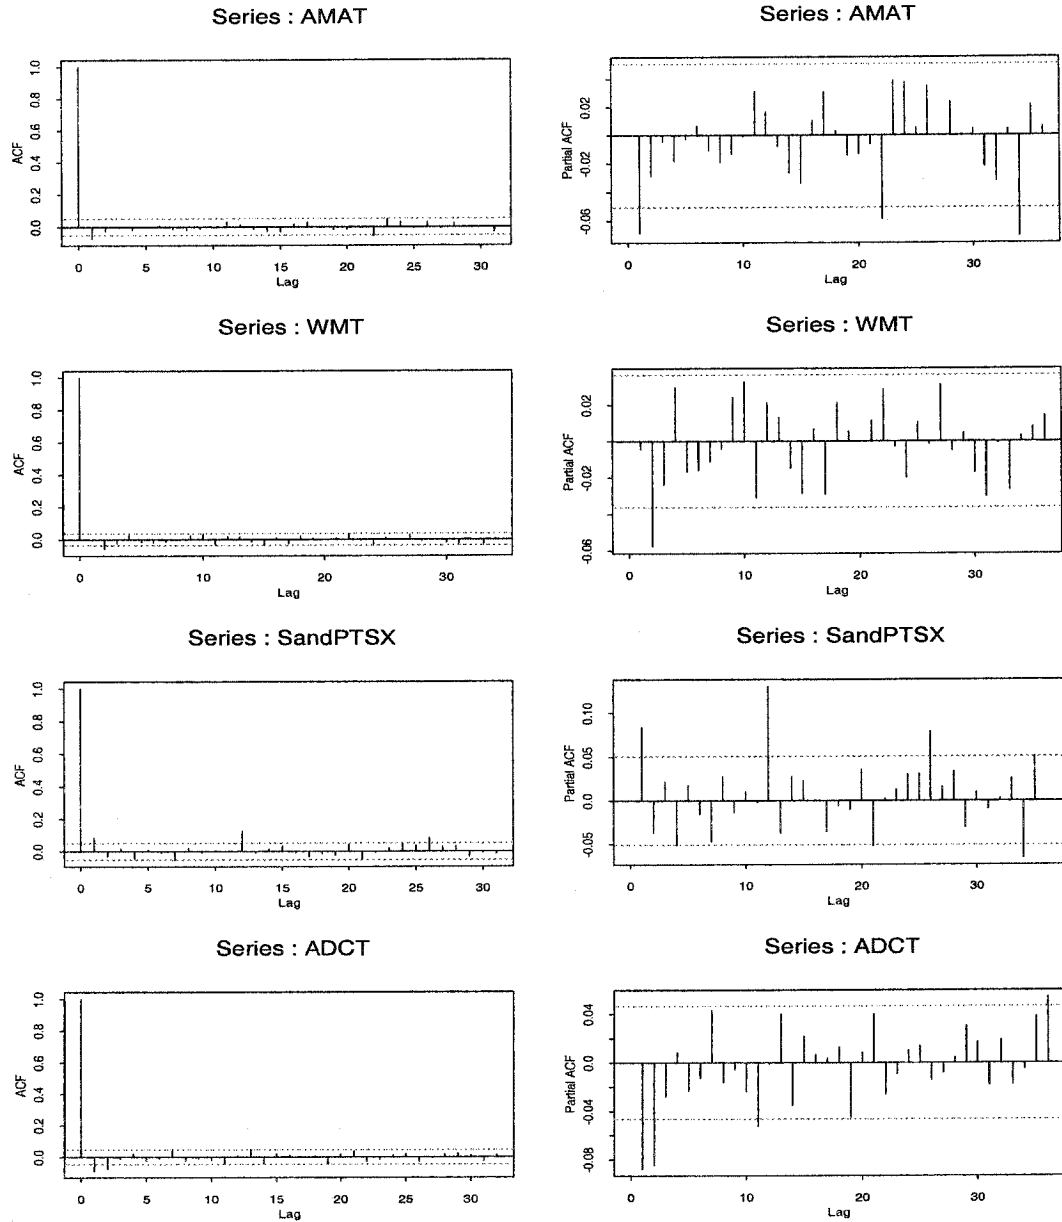 Series : AMAT
ACF
0.0 0.2 0.4 0.6 0.8 1.0
0 5 10 15 20 25 30
Lag
Series : AMAT
Partial ACF
-0.06 -0.02 0.02
0 10 20 30
Lag
Series : WMT
ACF
0.0 0.2 0.4 0.6 0.8 1.0
0 10 20 30
Lag
Series : WMT
Partial ACF
-0.06 -0.02 0.02
0 10 20 30
Lag
Series : SandPTSX
ACF
0.0 0.2 0.4 0.6 0.8 1.0
0 5 10 15 20 25 30
Lag
Series : SandPTSX
Partial ACF
-0.05 0.0 0.05 0.10
0 10 20 30
Lag
Series : ADCT
ACF
0.0 0.2 0.4 0.6 0.8 1.0
0 5 10 15 20 25 30
Lag
Series : ADCT
Partial ACF
-0.08 -0.04 0.0 0.04
0 10 20 30
Lag